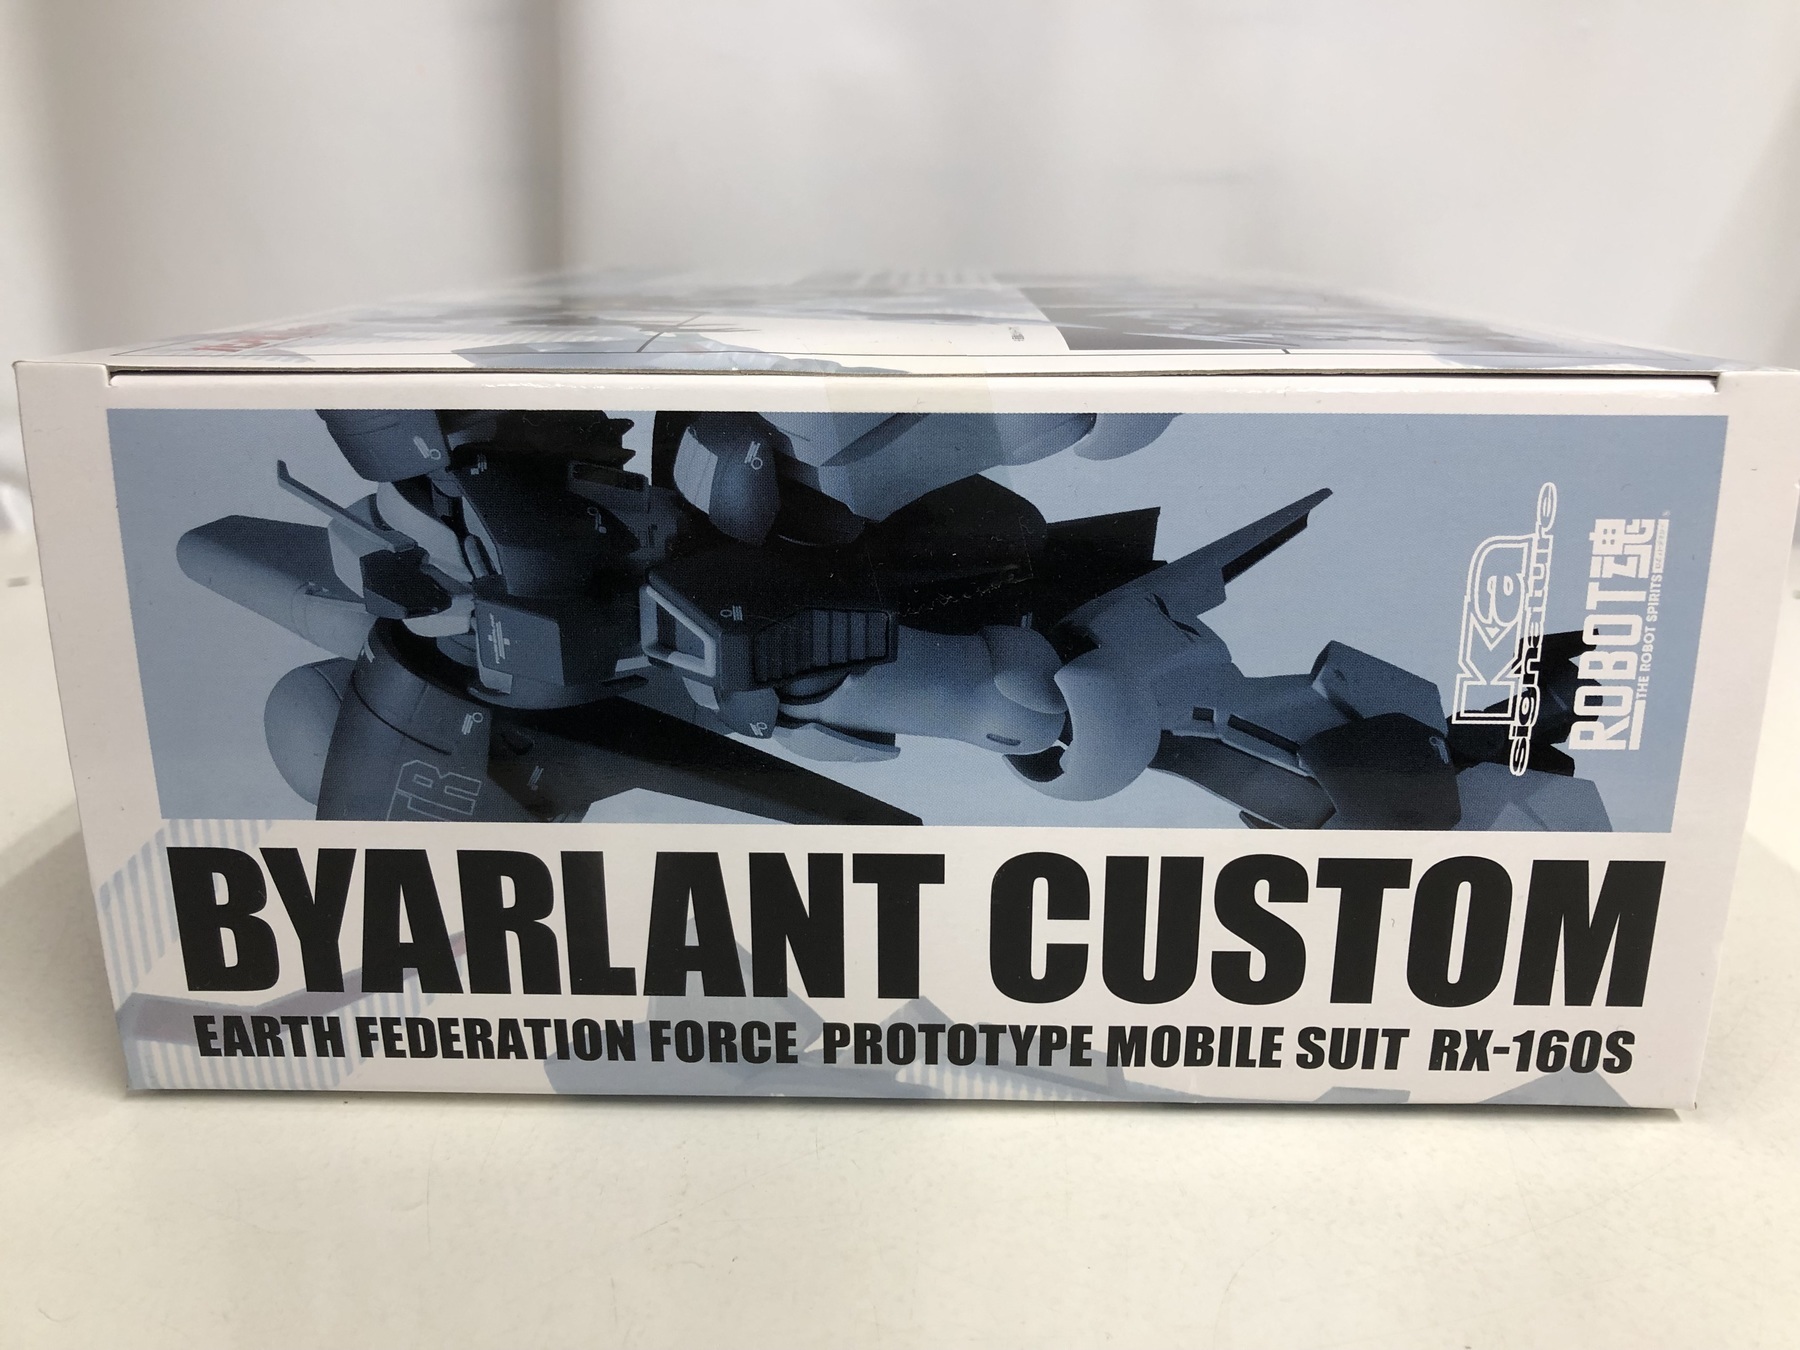 Ka
signature
ROBOT魂
THE ROBOT SPIRITS
TR
BYARLANT CUSTOM
EARTH FEDERATION FORCE PROTOTYPE MOBILE SUIT RX-160S